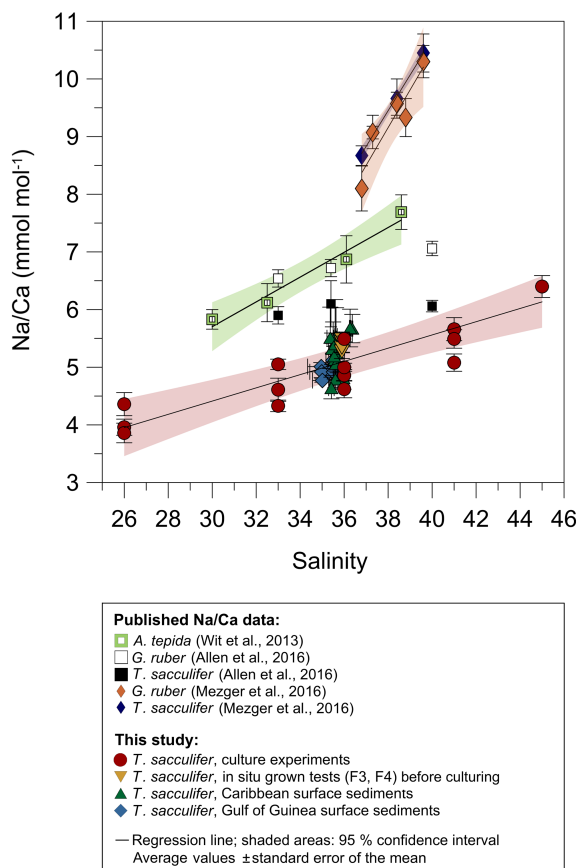 11
10
9
8
7
6
5
4
3
Na/Ca (mmol mol-1)
26 28 30 32 34 36 38 40 42 44 46
Salinity
Published Na/Ca data:
A. tepida (Wit et al., 2013)
G. ruber (Allen et al., 2016)
T. sacculifer (Allen et al., 2016)
G. ruber (Mezger et al., 2016)
T. sacculifer (Mezger et al., 2016)
This study:
T. sacculifer, culture experiments
T. sacculifer, in situ grown tests (F3, F4) before culturing
T. sacculifer, Caribbean surface sediments
T. sacculifer, Gulf of Guinea surface sediments
— Regression line; shaded areas: 95 % confidence interval
Average values ±standard error of the mean